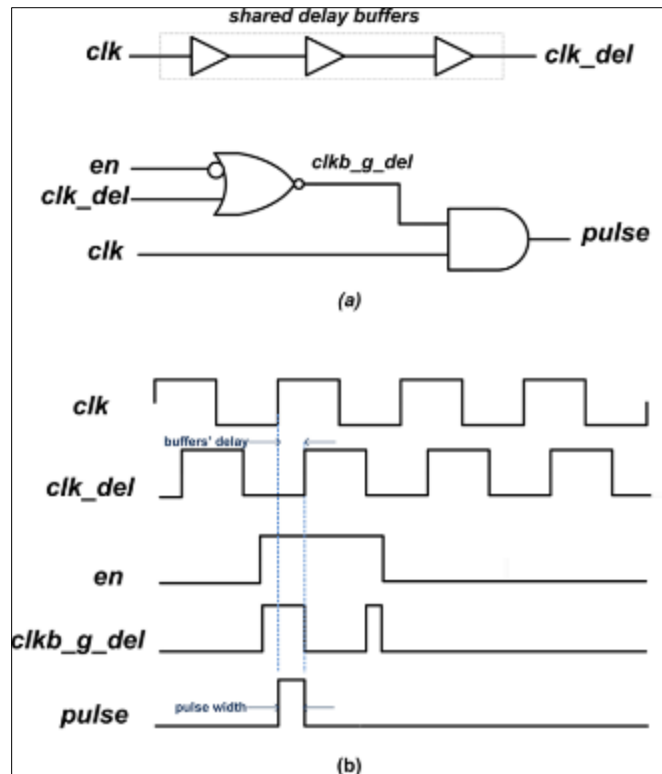 shared delay buffers
clk
clk_del
en
clkb_g_del
clk_del
clk
pulse
(a)
clk
buffers' delay
clk_del
en
clkb_g_del
pulse width
pulse
(b)